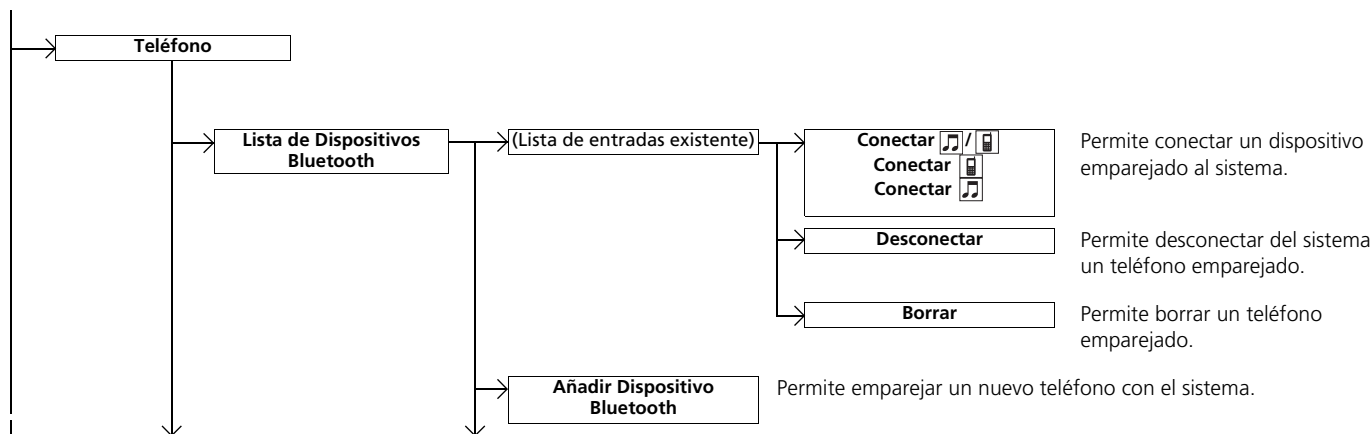 Teléfono
Lista de Dispositivos
Bluetooth
(Lista de entradas existente)
Conectar /
Conectar
Conectar
Permite conectar un dispositivo
emparejado al sistema.
Desconectar
Permite desconectar del sistema
un teléfono emparejado.
Borrar
Permite borrar un teléfono
emparejado.
Añadir Dispositivo
Bluetooth
Permite emparejar un nuevo teléfono con el sistema.